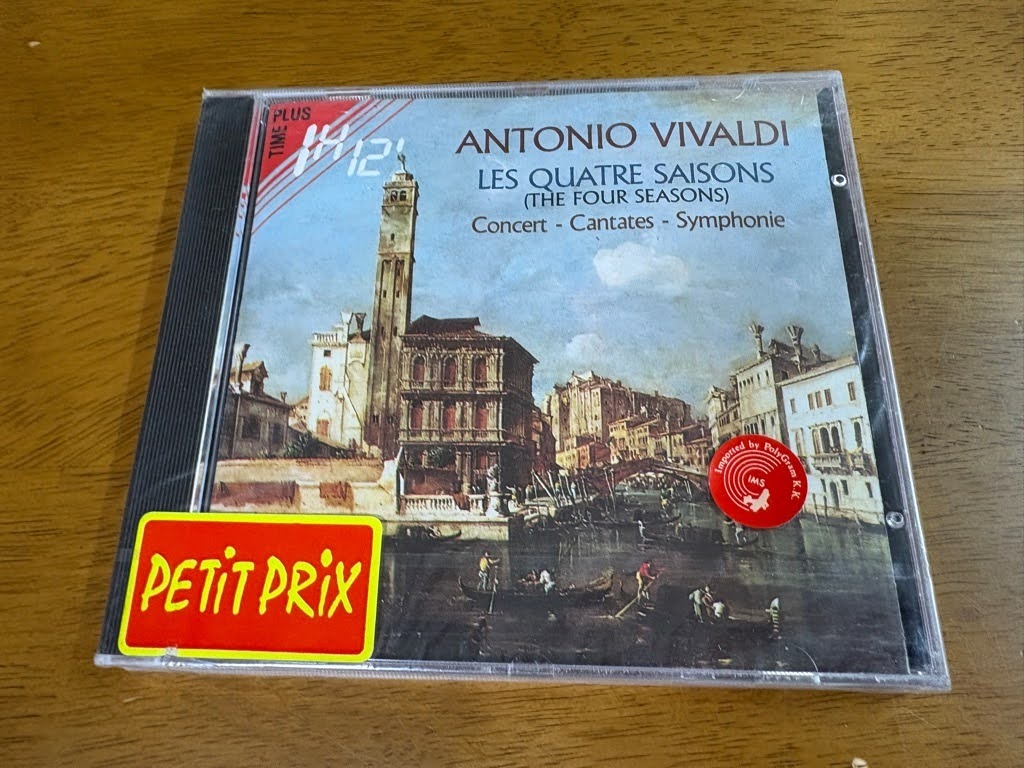 TIME PLUS
1H 12'
ANTONIO VIVALDI
LES QUATRE SAISONS
(THE FOUR SEASONS)
Concert - Cantates - Symphonie
Imported by PolyGram K.K.
IMS
PETIT PRIX